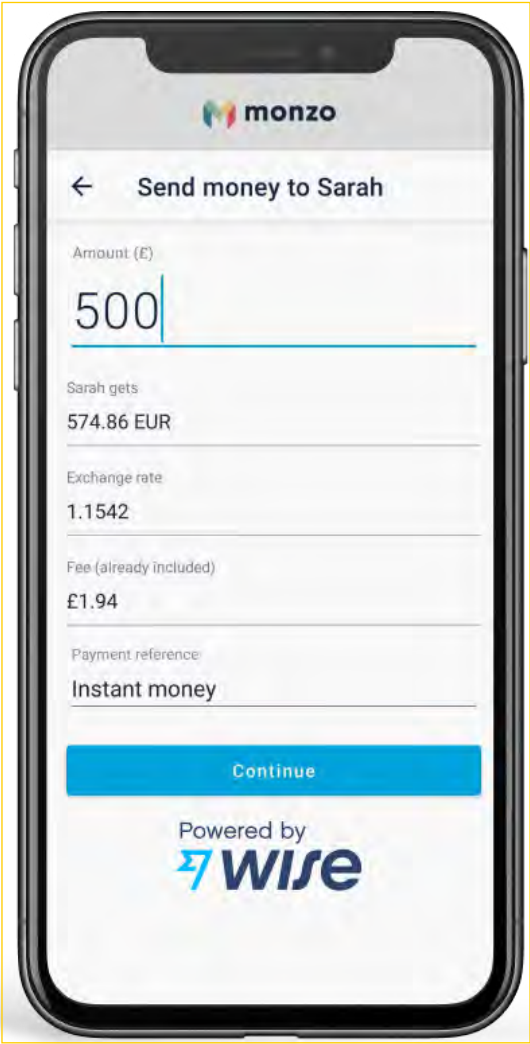 monzo
Send money to Sarah
Amount (£)
500
Sarah gets
574.86 EUR
Exchange rate
1.1542
Fee (already included)
£1.94
Payment reference
Instant money
Continue
Powered by
wise